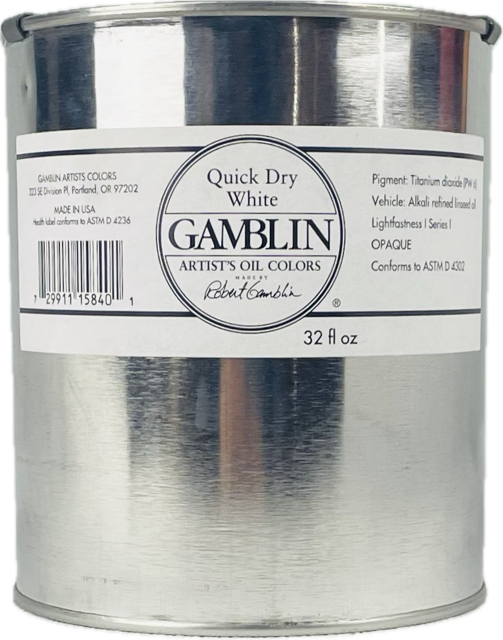 GAMBLIN ARTISTS COLORS
323 SE Division Pl, Portland, OR 97202
MADE IN USA
Health label conforms to ASTM D 4236
7 29911 15840 1
Quick Dry
White
GAMBLIN
ARTIST'S OIL COLORS
MADE BY
Robert Gamblin
®
32 fl oz
Pigment: Titanium dioxide (PW 6)
Vehicle: Alkali refined linseed oil
Lightfastness I Series I
OPAQUE
Conforms to ASTM D 4302